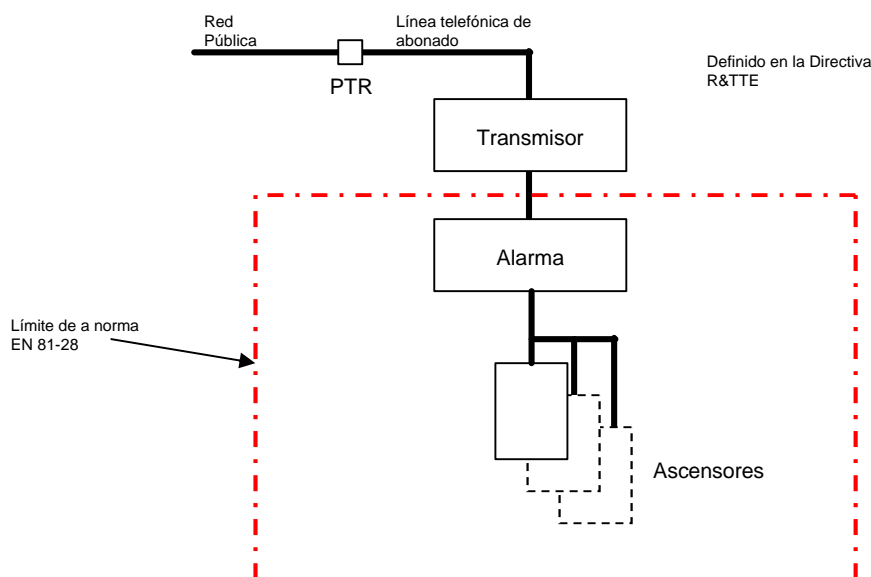 Red
Pública
Línea telefónica de
abonado
Definido en la Directiva
R&TTE
PTR
Transmisor
Alarma
Límite de a norma
EN 81-28
Ascensores